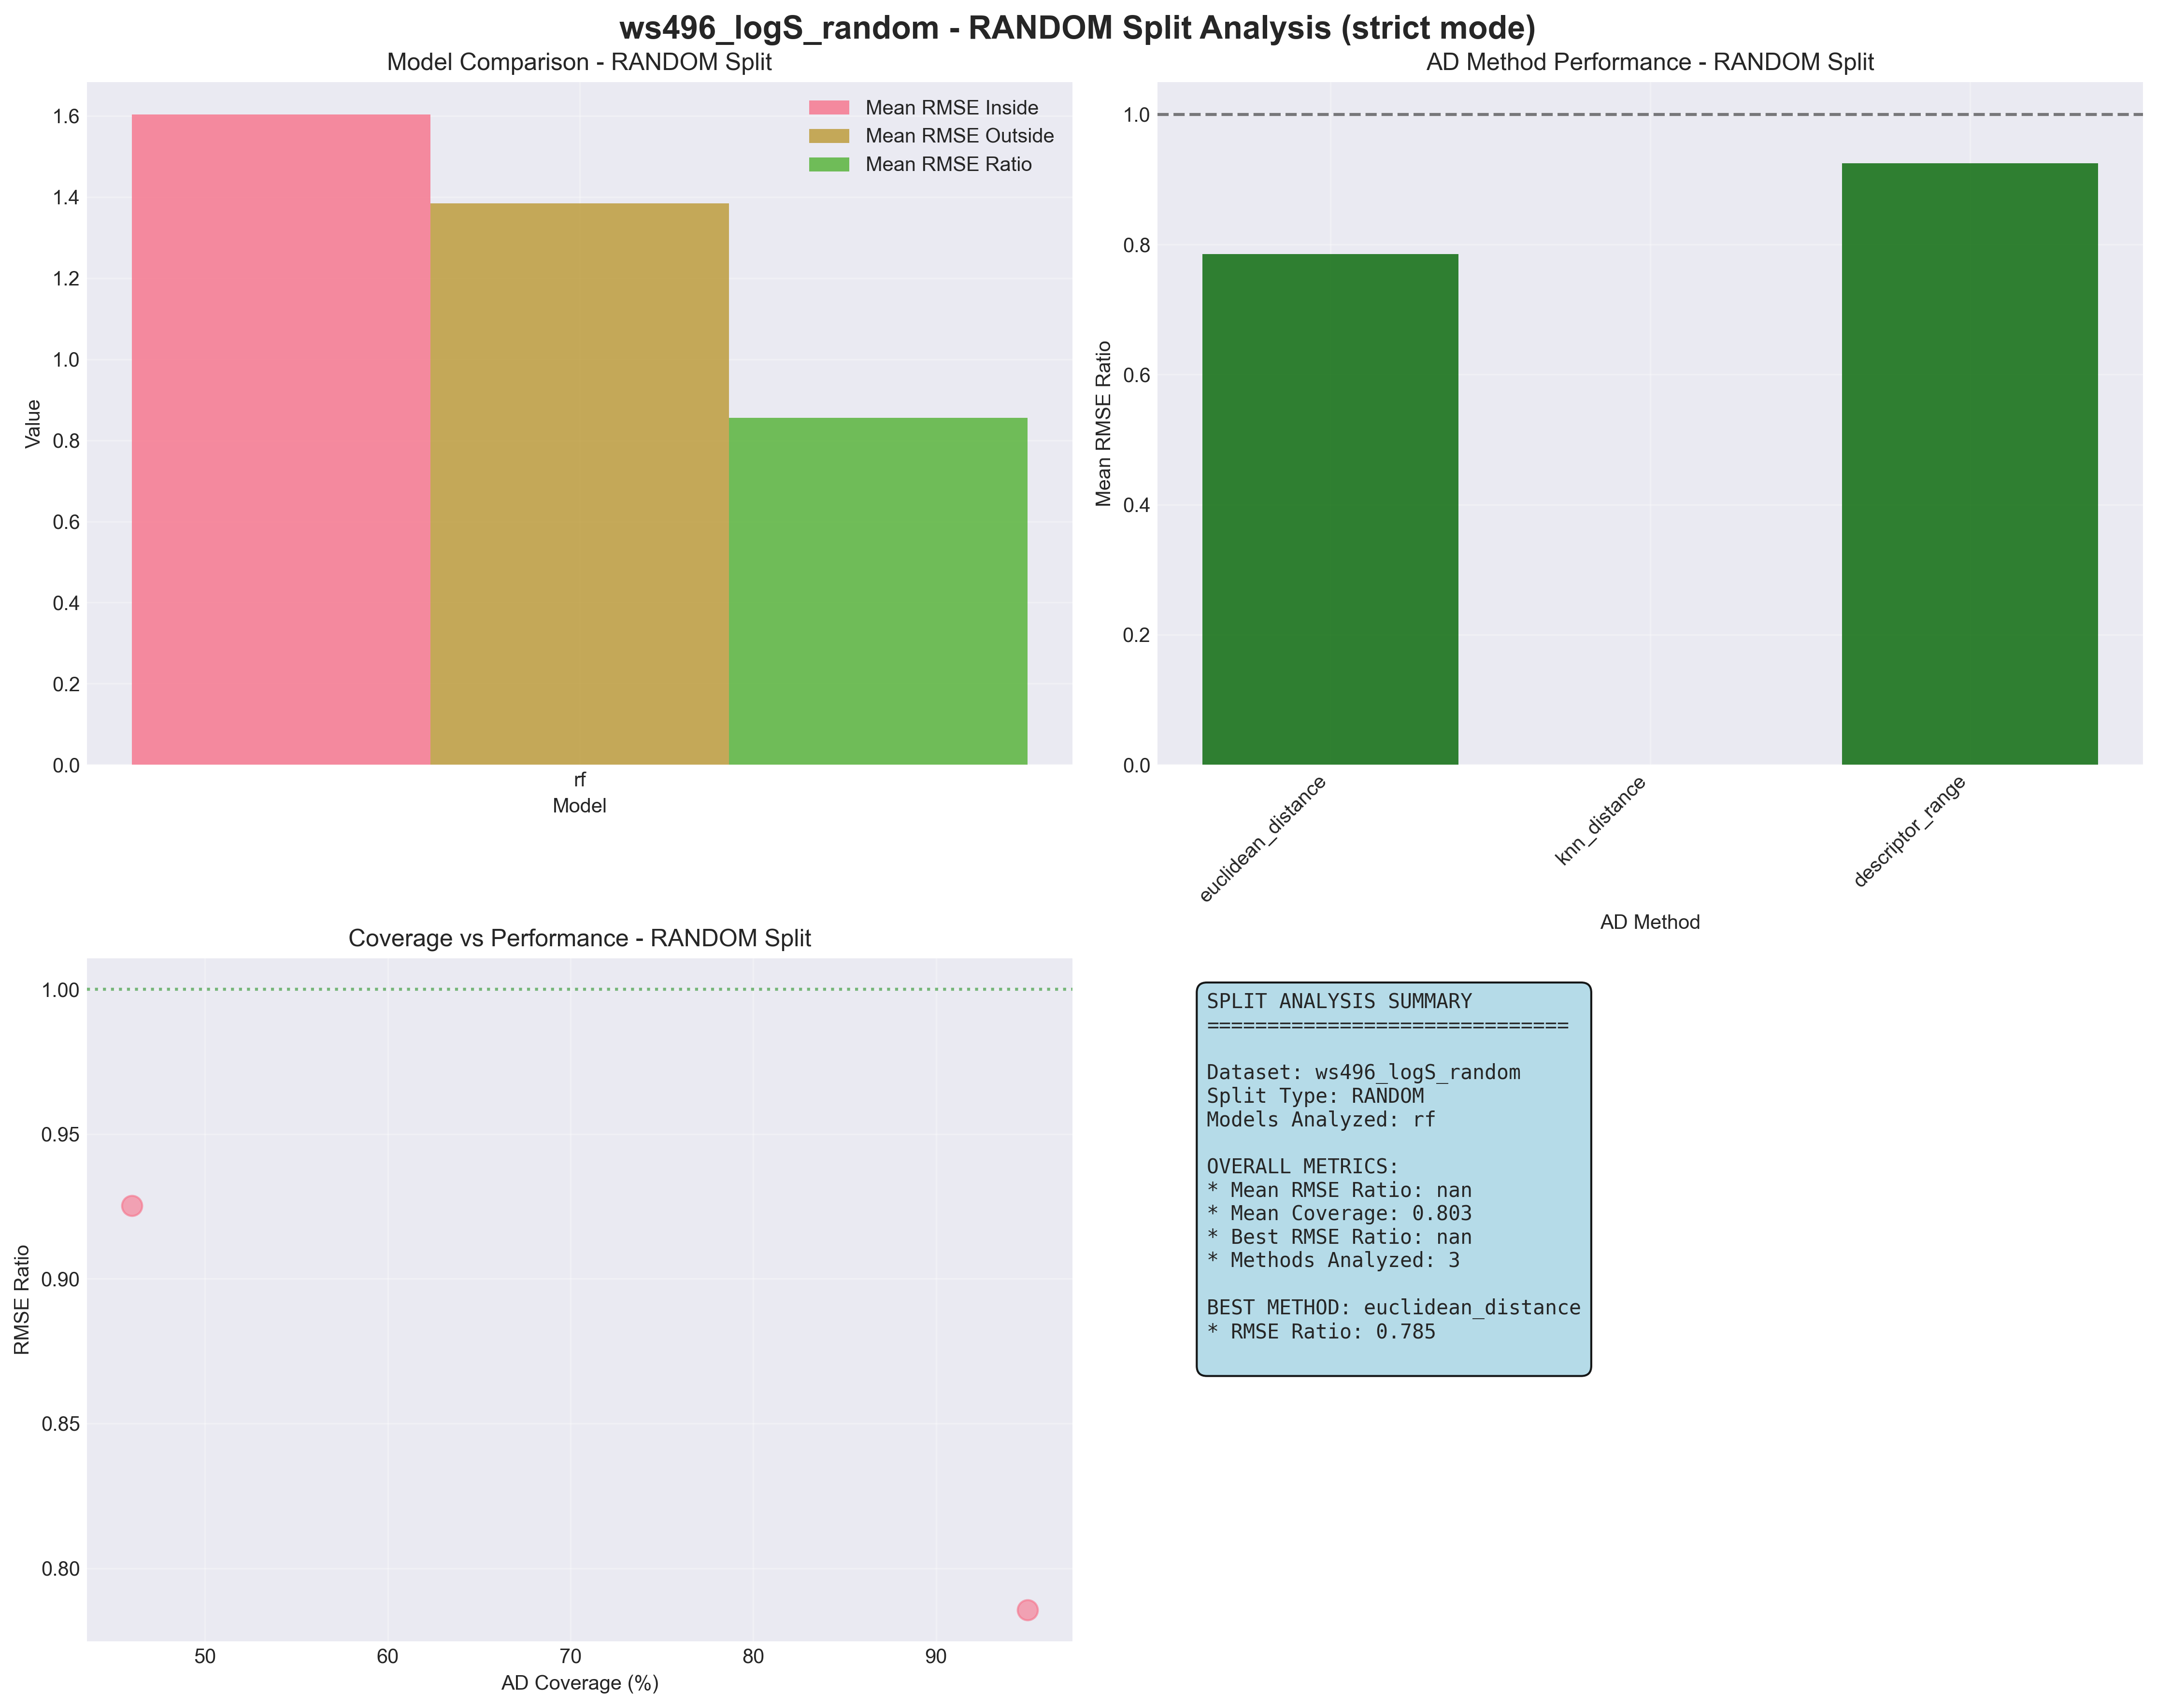 ws496_logS_random - RANDOM Split Analysis (strict mode)
Model Comparison - RANDOM Split
Value
1.6
1.4
1.2
1.0
0.8
0.6
0.4
0.2
0.0
Mean RMSE Inside
Mean RMSE Outside
Mean RMSE Ratio
rf
Model
AD Method Performance - RANDOM Split
Mean RMSE Ratio
1.0
0.8
0.6
0.4
0.2
0.0
euclidean_distance
knn_distance
descriptor_range
AD Method
Coverage vs Performance - RANDOM Split
RMSE Ratio
1.00
0.95
0.90
0.85
0.80
50 60 70 80 90
AD Coverage (%)
SPLIT ANALYSIS SUMMARY
==============================
Dataset: ws496_logS_random
Split Type: RANDOM
Models Analyzed: rf
OVERALL METRICS:
* Mean RMSE Ratio: nan
* Mean Coverage: 0.803
* Best RMSE Ratio: nan
* Methods Analyzed: 3
BEST METHOD: euclidean_distance
* RMSE Ratio: 0.785